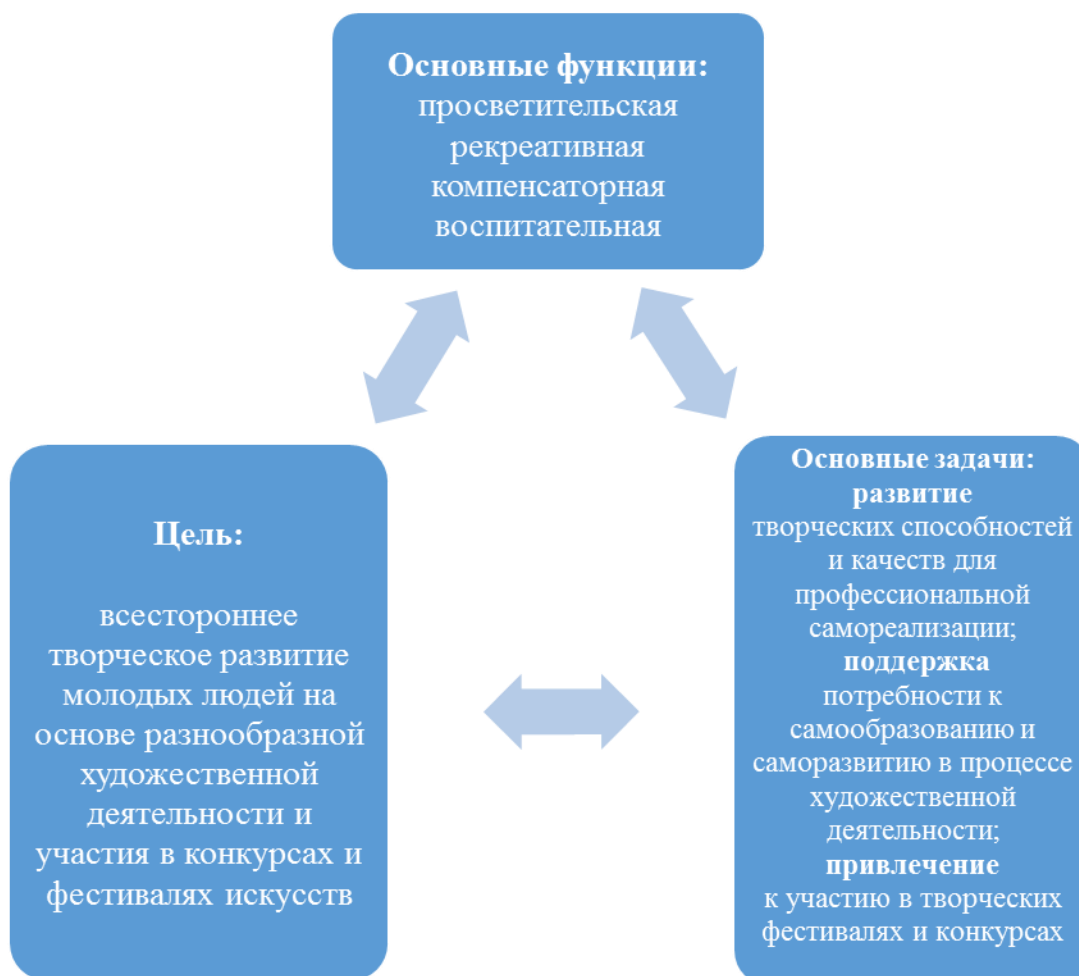 Основные функции:
просветительская
рекреативная
компенсаторная
воспитательная
Цель:
всестороннее
творческое развитие
молодых людей на
основе разнообразной
художественной
деятельности и
участия в конкурсах и
фестивалях искусств
Основные задачи:
развитие
творческих способностей
и качеств для
профессиональной
самореализации;
поддержка
потребности к
самообразованию и
саморазвитию в процессе
художественной
деятельности;
привлечение
к участию в творческих
фестивалях и конкурсах